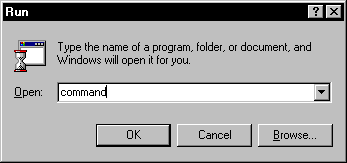 Run
Type the name of a program, folder, or document, and
Windows will open it for you.
Open: command
OK Cancel Browse...